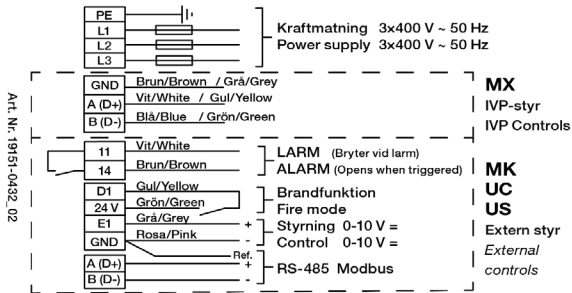 PE
L1
L2
L3
Kraftmatning 3×400 V ~ 50 Hz
Power supply 3×400 V ~ 50 Hz
GND Brun/Brown / Grå/Grey
A (D+) Vit/White / Gul/Yellow
B (D-) Blå/Blue / Grön/Green
MX
IVP-styr
IVP Controls
Art. Nr. 19151-0432_02
11 Vit/White
14 Brun/Brown
LARM (Bryter vid larm)
ALARM (Opens when triggered)
D1 Gul/Yellow
24 V Grön/Green
Brandfunktion
Fire mode
E1 Grå/Grey +
GND Rosa/Pink -
Styrning 0-10 V =
Control 0-10 V =
Ref.
A (D+) +
B (D-) -
RS-485 Modbus
MK
UC
US
Extern styr
External
controls